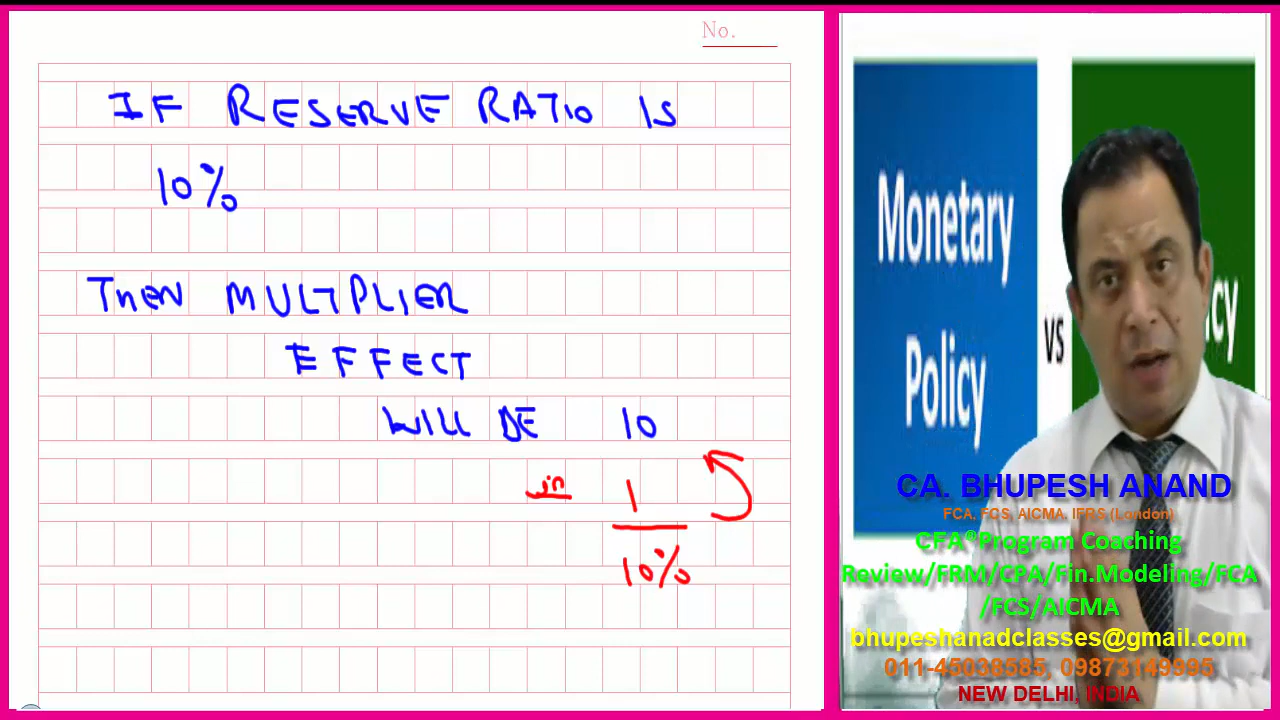 No.
IF RESERVE RATIO IS
10%
THEN MULTPLIER
EFFECT
WILL BE 10
1
10%
Monetary
Policy
vs
cy
CA. BHUPESH ANAND
FCA, FCS, AICMA, IFRS (London)
CFA®Program Coaching
Review/FRM/CPA/Fin.Modeling/FCA
/FCS/AICMA
bhupeshanadclasses@gmail.com
011-45038585, 09873149995
NEW DELHI, INDIA